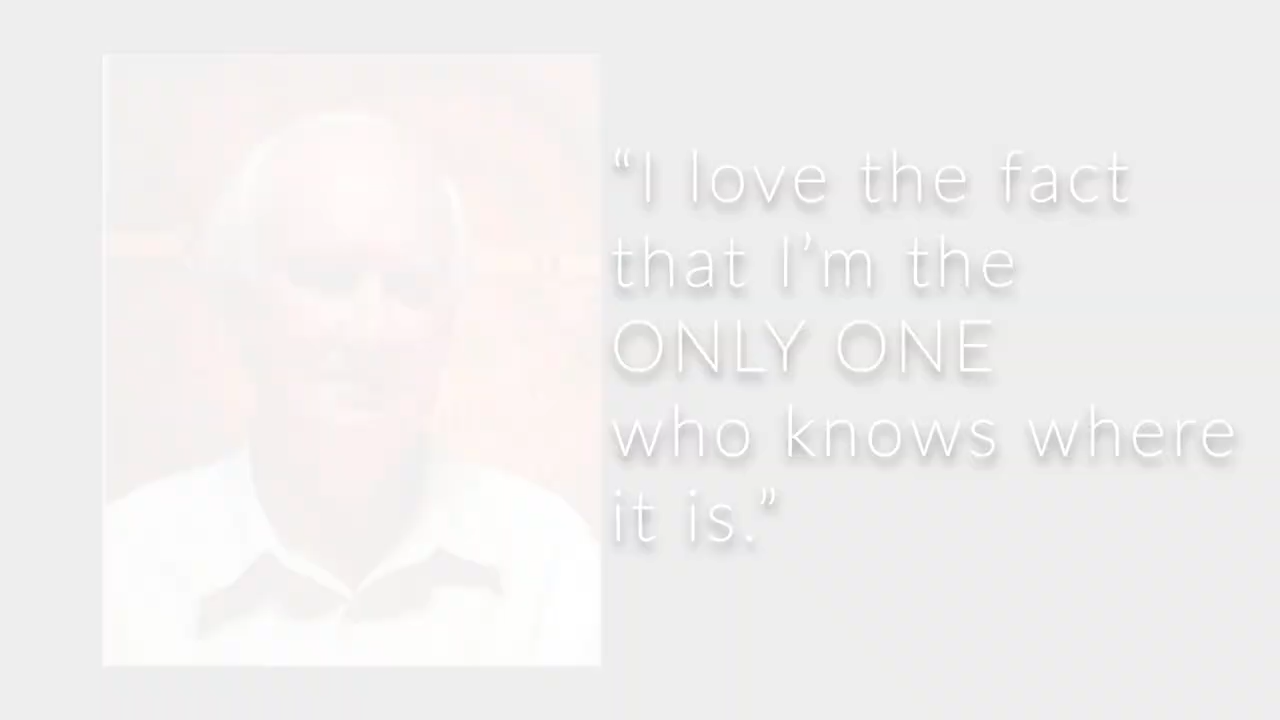 “I love the fact
that I’m the
ONLY ONE
who knows where
it is.”